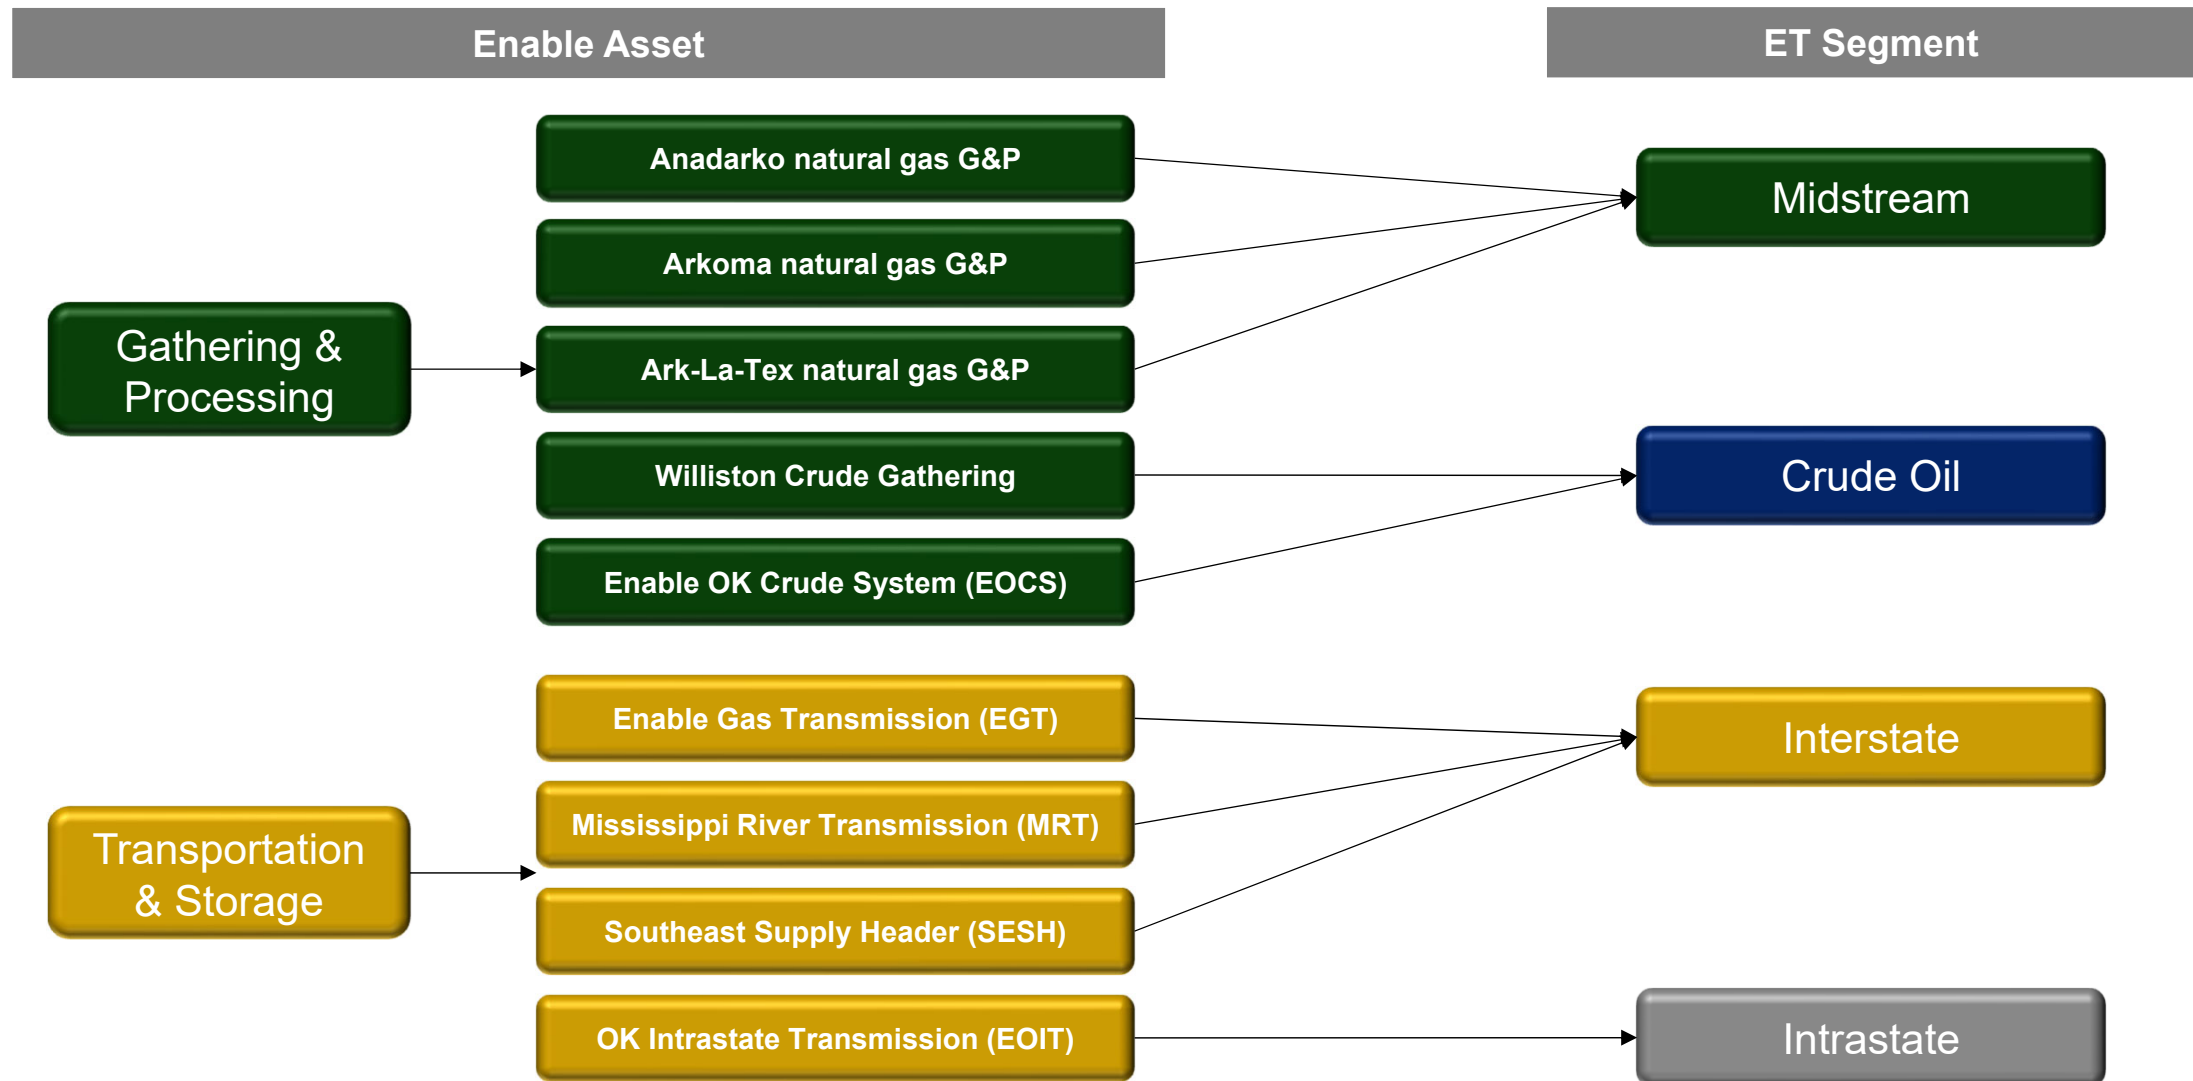 Enable Asset
ET Segment
Anadarko natural gas G&P
Midstream
Arkoma natural gas G&P
Gathering &
Processing
Ark-La-Tex natural gas G&P
Williston Crude Gathering
Crude Oil
Enable OK Crude System (EOCS)
Enable Gas Transmission (EGT)
Interstate
Mississippi River Transmission (MRT)
Transportation
& Storage
Southeast Supply Header (SESH)
OK Intrastate Transmission (EOIT)
Intrastate